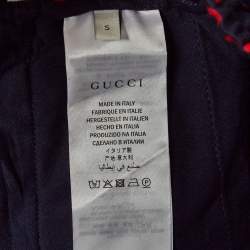 S
GUCCI
MADE IN ITALY
FABRIQUÉ EN ITALIE
HERGESTELLT IN ITALIEN
HECHO EN ITALIA
PRODUZIDO NA ITÁLIA
СДЕЛАНО В ИТАЛИИ
イタリア製
产地 意大利
صنع في إيطاليا